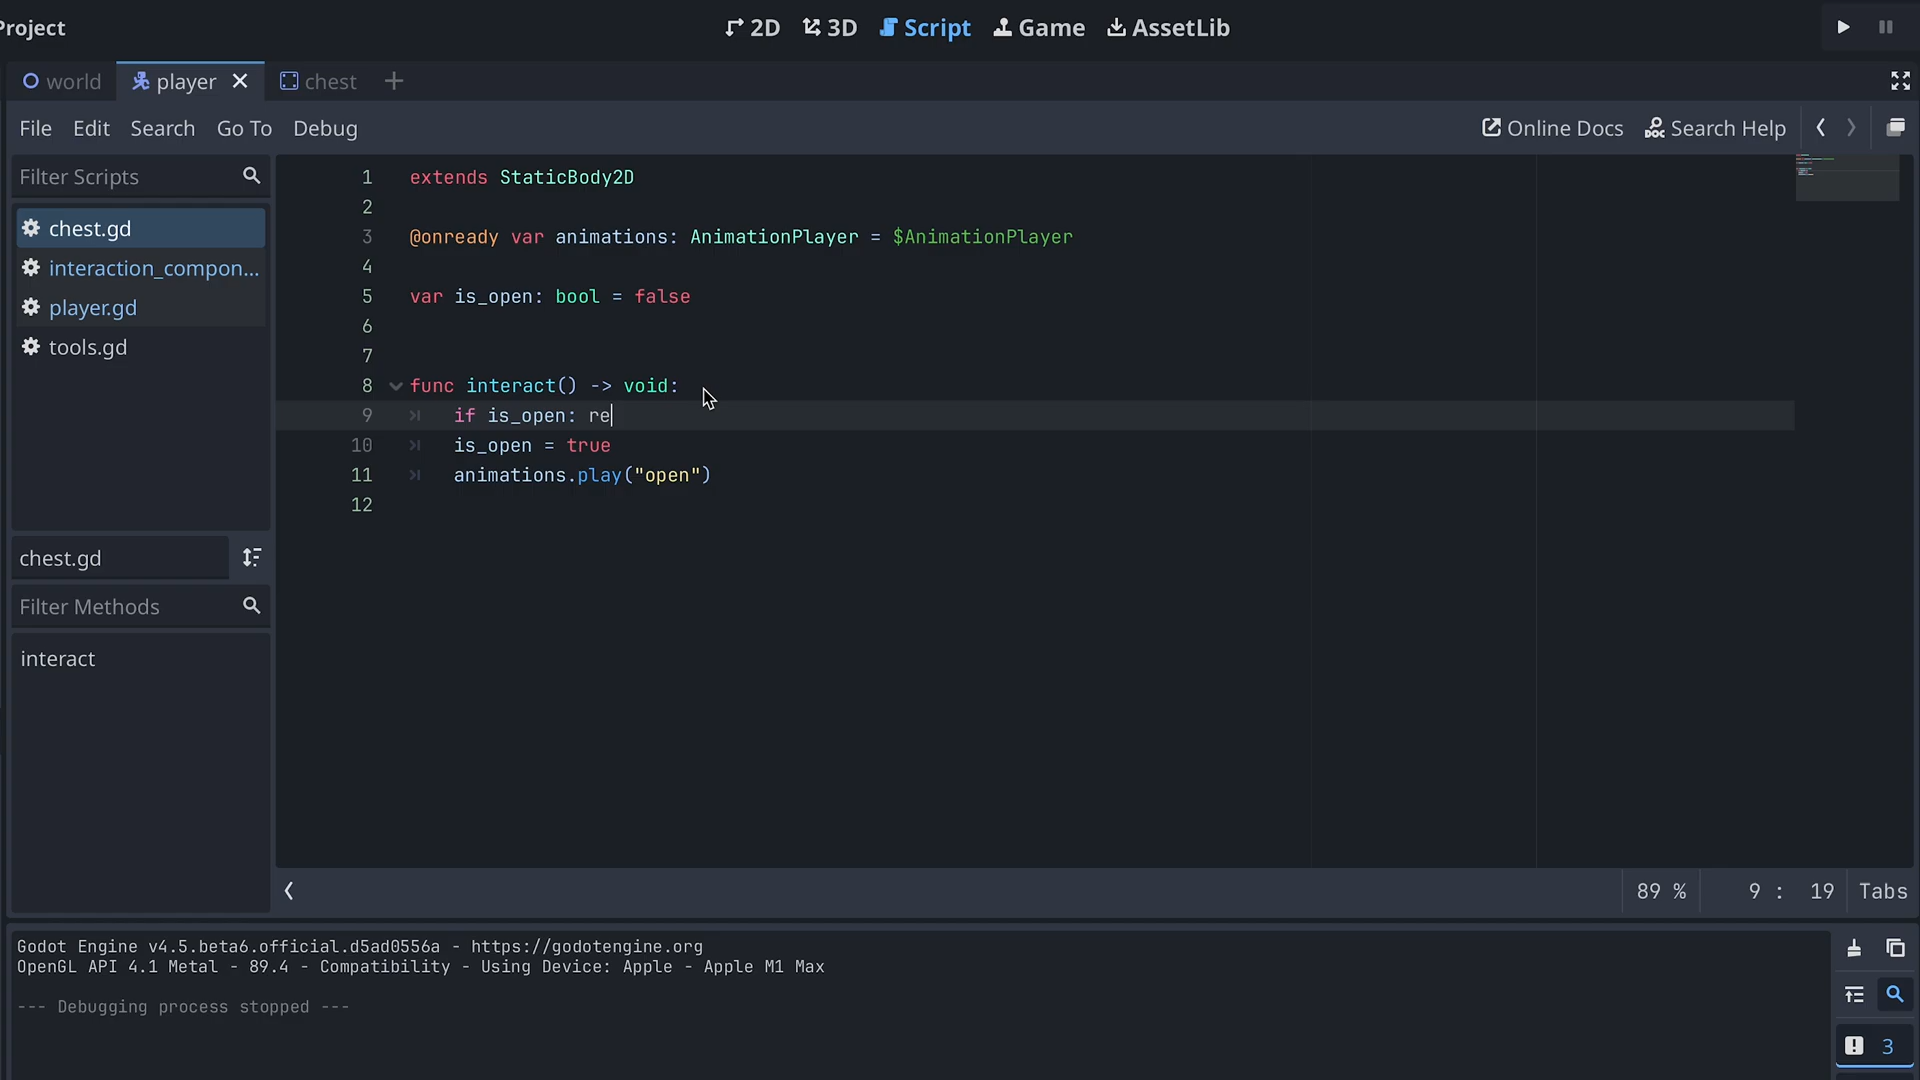 Project
2D 3D Script Game AssetLib
world player chest
File Edit Search Go To Debug Online Docs Search Help
Filter Scripts
chest.gd
interaction_compon...
player.gd
tools.gd
chest.gd
Filter Methods
interact
1 extends StaticBody2D
2
3 @onready var animations: AnimationPlayer = $AnimationPlayer
4
5 var is_open: bool = false
6
7
8 func interact() -> void:
9 if is_open: re
10 is_open = true
11 animations.play("open")
12
89 % 9 : 19 Tabs
Godot Engine v4.5.beta6.official.d5ad0556a - https://godotengine.org
OpenGL API 4.1 Metal - 89.4 - Compatibility - Using Device: Apple - Apple M1 Max
--- Debugging process stopped ---
3